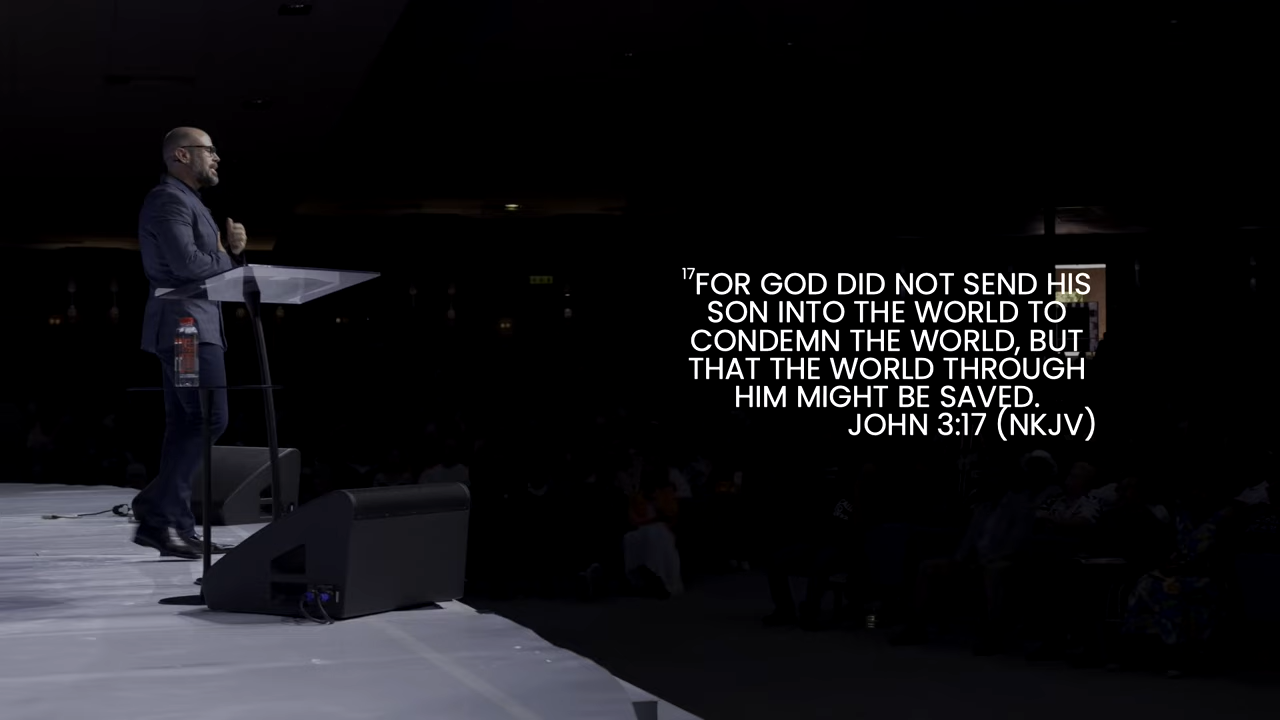 17FOR GOD DID NOT SEND HIS
SON INTO THE WORLD TO
CONDEMN THE WORLD, BUT
THAT THE WORLD THROUGH
HIM MIGHT BE SAVED.
JOHN 3:17 (NKJV)